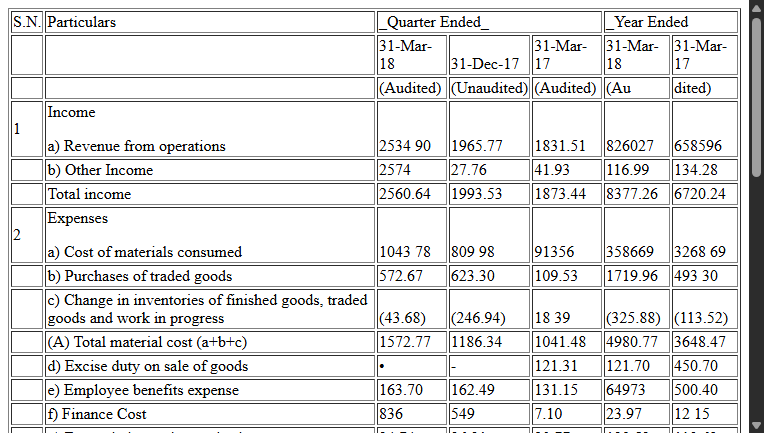 S.N. Particulars _Quarter Ended_ _Year Ended
31-Mar-18 31-Dec-17 31-Mar-17 31-Mar-18 31-Mar-17
(Audited) (Unaudited) (Audited) (Au dited)
1 Income
a) Revenue from operations 2534 90 1965.77 1831.51 826027 658596
b) Other Income 2574 27.76 41.93 116.99 134.28
Total income 2560.64 1993.53 1873.44 8377.26 6720.24
2 Expenses
a) Cost of materials consumed 1043 78 809 98 91356 358669 3268 69
b) Purchases of traded goods 572.67 623.30 109.53 1719.96 493 30
c) Change in inventories of finished goods, traded
goods and work in progress (43.68) (246.94) 18 39 (325.88) (113.52)
(A) Total material cost (a+b+c) 1572.77 1186.34 1041.48 4980.77 3648.47
d) Excise duty on sale of goods • - 121.31 121.70 450.70
e) Employee benefits expense 163.70 162.49 131.15 64973 500.40
f) Finance Cost 836 549 7.10 23.97 12 15